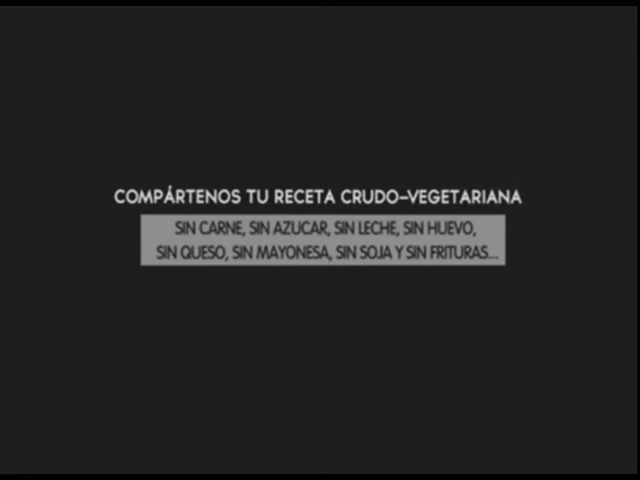 COMPÁRTENOS TU RECETA CRUDO-VEGETARIANA
SIN CARNE, SIN AZUCAR, SIN LECHE, SIN HUEVO,
SIN QUESO, SIN MAYONESA, SIN SOJA Y SIN FRITURAS...